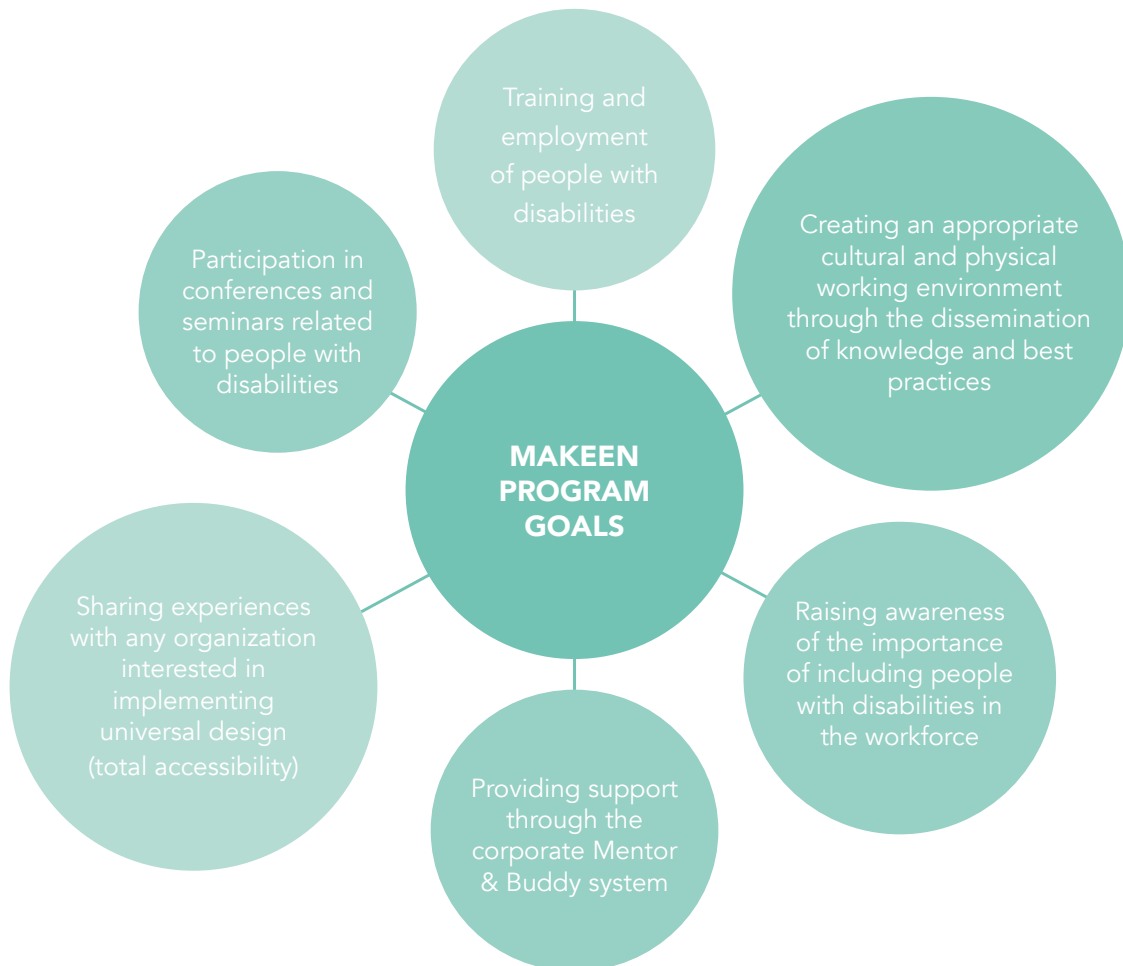 Training and
employment
of people with
disabilities
Creating an appropriate
cultural and physical
working environment
through the dissemination
of knowledge and best
practices
Participation in
conferences and
seminars related
to people with
disabilities
MAKEEN
PROGRAM
GOALS
Sharing experiences
with any organization
interested in
implementing
universal design
(total accessibility)
Raising awareness
of the importance
of including people
with disabilities in
the workforce
Providing support
through the
corporate Mentor
& Buddy system